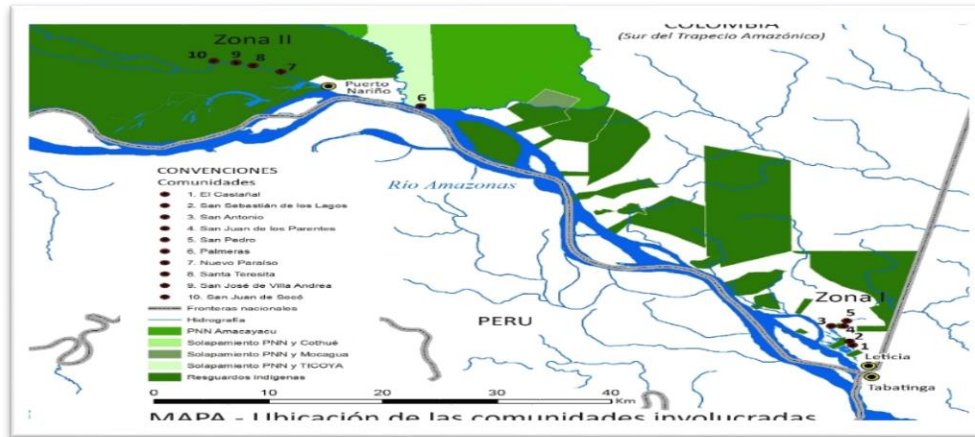 COLOMBIA
(Sur del Trapecio Amazónico)
Zona II
10 9 8 7
Puerto
Nariño
6
CONVENCIONES
Comunidades
1. El Castañal
2. San Sebastián de los Lagos
3. San Antonio
4. San Juan de los Parentes
5. San Pedro
6. Palmeras
7. Nuevo Paraíso
8. Santa Teresita
9. San José de Villa Andrea
10. San Juan de Socó
Fronteras nacionales
Hidrografía
PNN Amacayacu
Solapamiento PNN y Cothué
Solapamiento PNN y Mocagua
Solapamiento PNN y TICOYA
Resguardos Indígenas
Río Amazonas
PERU
Zona I
5
3
4
2
1
Leticia
Tabatinga
0 10 20 30 40
Km
MAPA - Ubicación de las comunidades involucradas